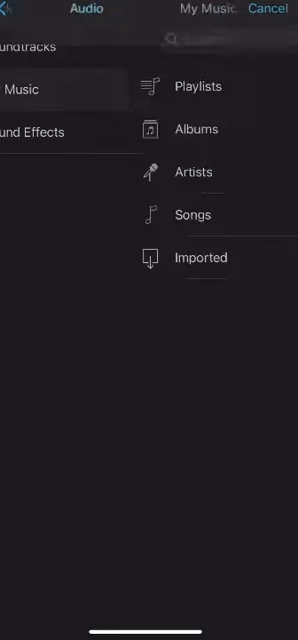 Audio
My Music
Cancel
undtracks
Music
und Effects
Playlists
Albums
Artists
Songs
Imported